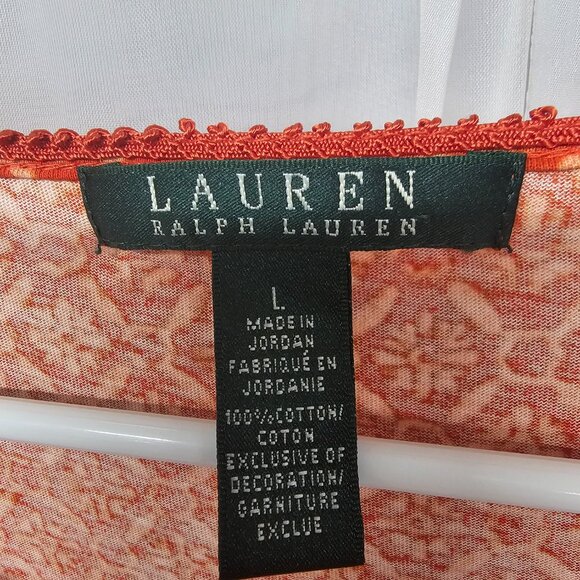 LAUREN
RALPH LAUREN
L
MADE IN
JORDAN
FABRIQUÉ EN
JORDANIE
100%COTTON/
COTON
EXCLUSIVE OF
DECORATION/
GARNITURE
EXCLUE